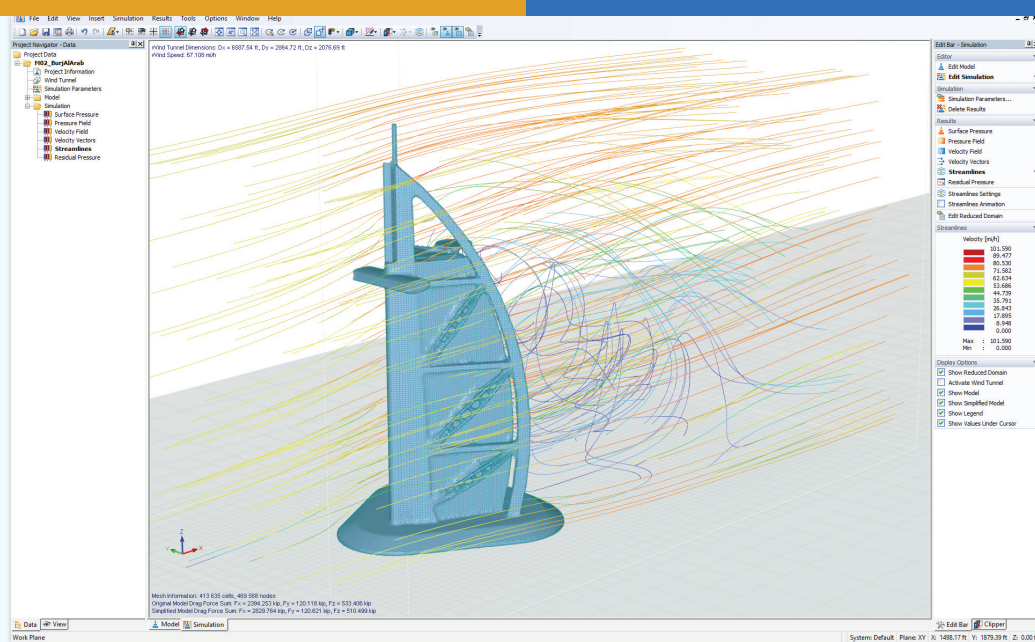 File Edit View Insert Simulation Results Tools Options Window Help
Project Navigator - Data
Project Data
M02_BurjAlArab
Project Information
Wind Tunnel
Simulation Parameters
Model
Simulation
Surface Pressure
Pressure Field
Velocity Field
Velocity Vectors
Streamlines
Residual Pressure
Data
View
Wind Tunnel Dimensions: Dx = 6587.54 ft, Dy = 2864.72 ft, Dz = 2076.69 ft
Wind Speed: 67.108 mi/h
Z
Y
X
Mesh Information: 413 635 cells, 469 568 nodes
Original Model Drag Force Sum: Fx = 2394.253 kip, Fy = 120.118 kip, Fz = 533.406 kip
Simplified Model Drag Force Sum: Fx = 2829.764 kip, Fy = 120.621 kip, Fz = 510.499 kip
Model
Simulation
Edit Bar - Simulation
Editor
Edit Model
Edit Simulation
Simulation
Simulation Parameters...
Delete Results
Results
Surface Pressure
Pressure Field
Velocity Field
Velocity Vectors
Streamlines
Residual Pressure
Streamlines Settings
Streamlines Animation
Edit Reduced Domain
Streamlines
Velocity [mi/h]
101.590
89.477
80.530
71.582
62.634
53.686
44.739
35.791
26.843
17.895
8.948
0.000
Max : 101.590
Min : 0.000
Display Options
Show Reduced Domain
Activate Wind Tunnel
Show Model
Show Simplified Model
Show Legend
Show Values Under Cursor
Edit Bar
Clipper
Work Plane
System: Default Plane: XY X: 1498.17 ft Y: 1879.39 ft Z: 0.00